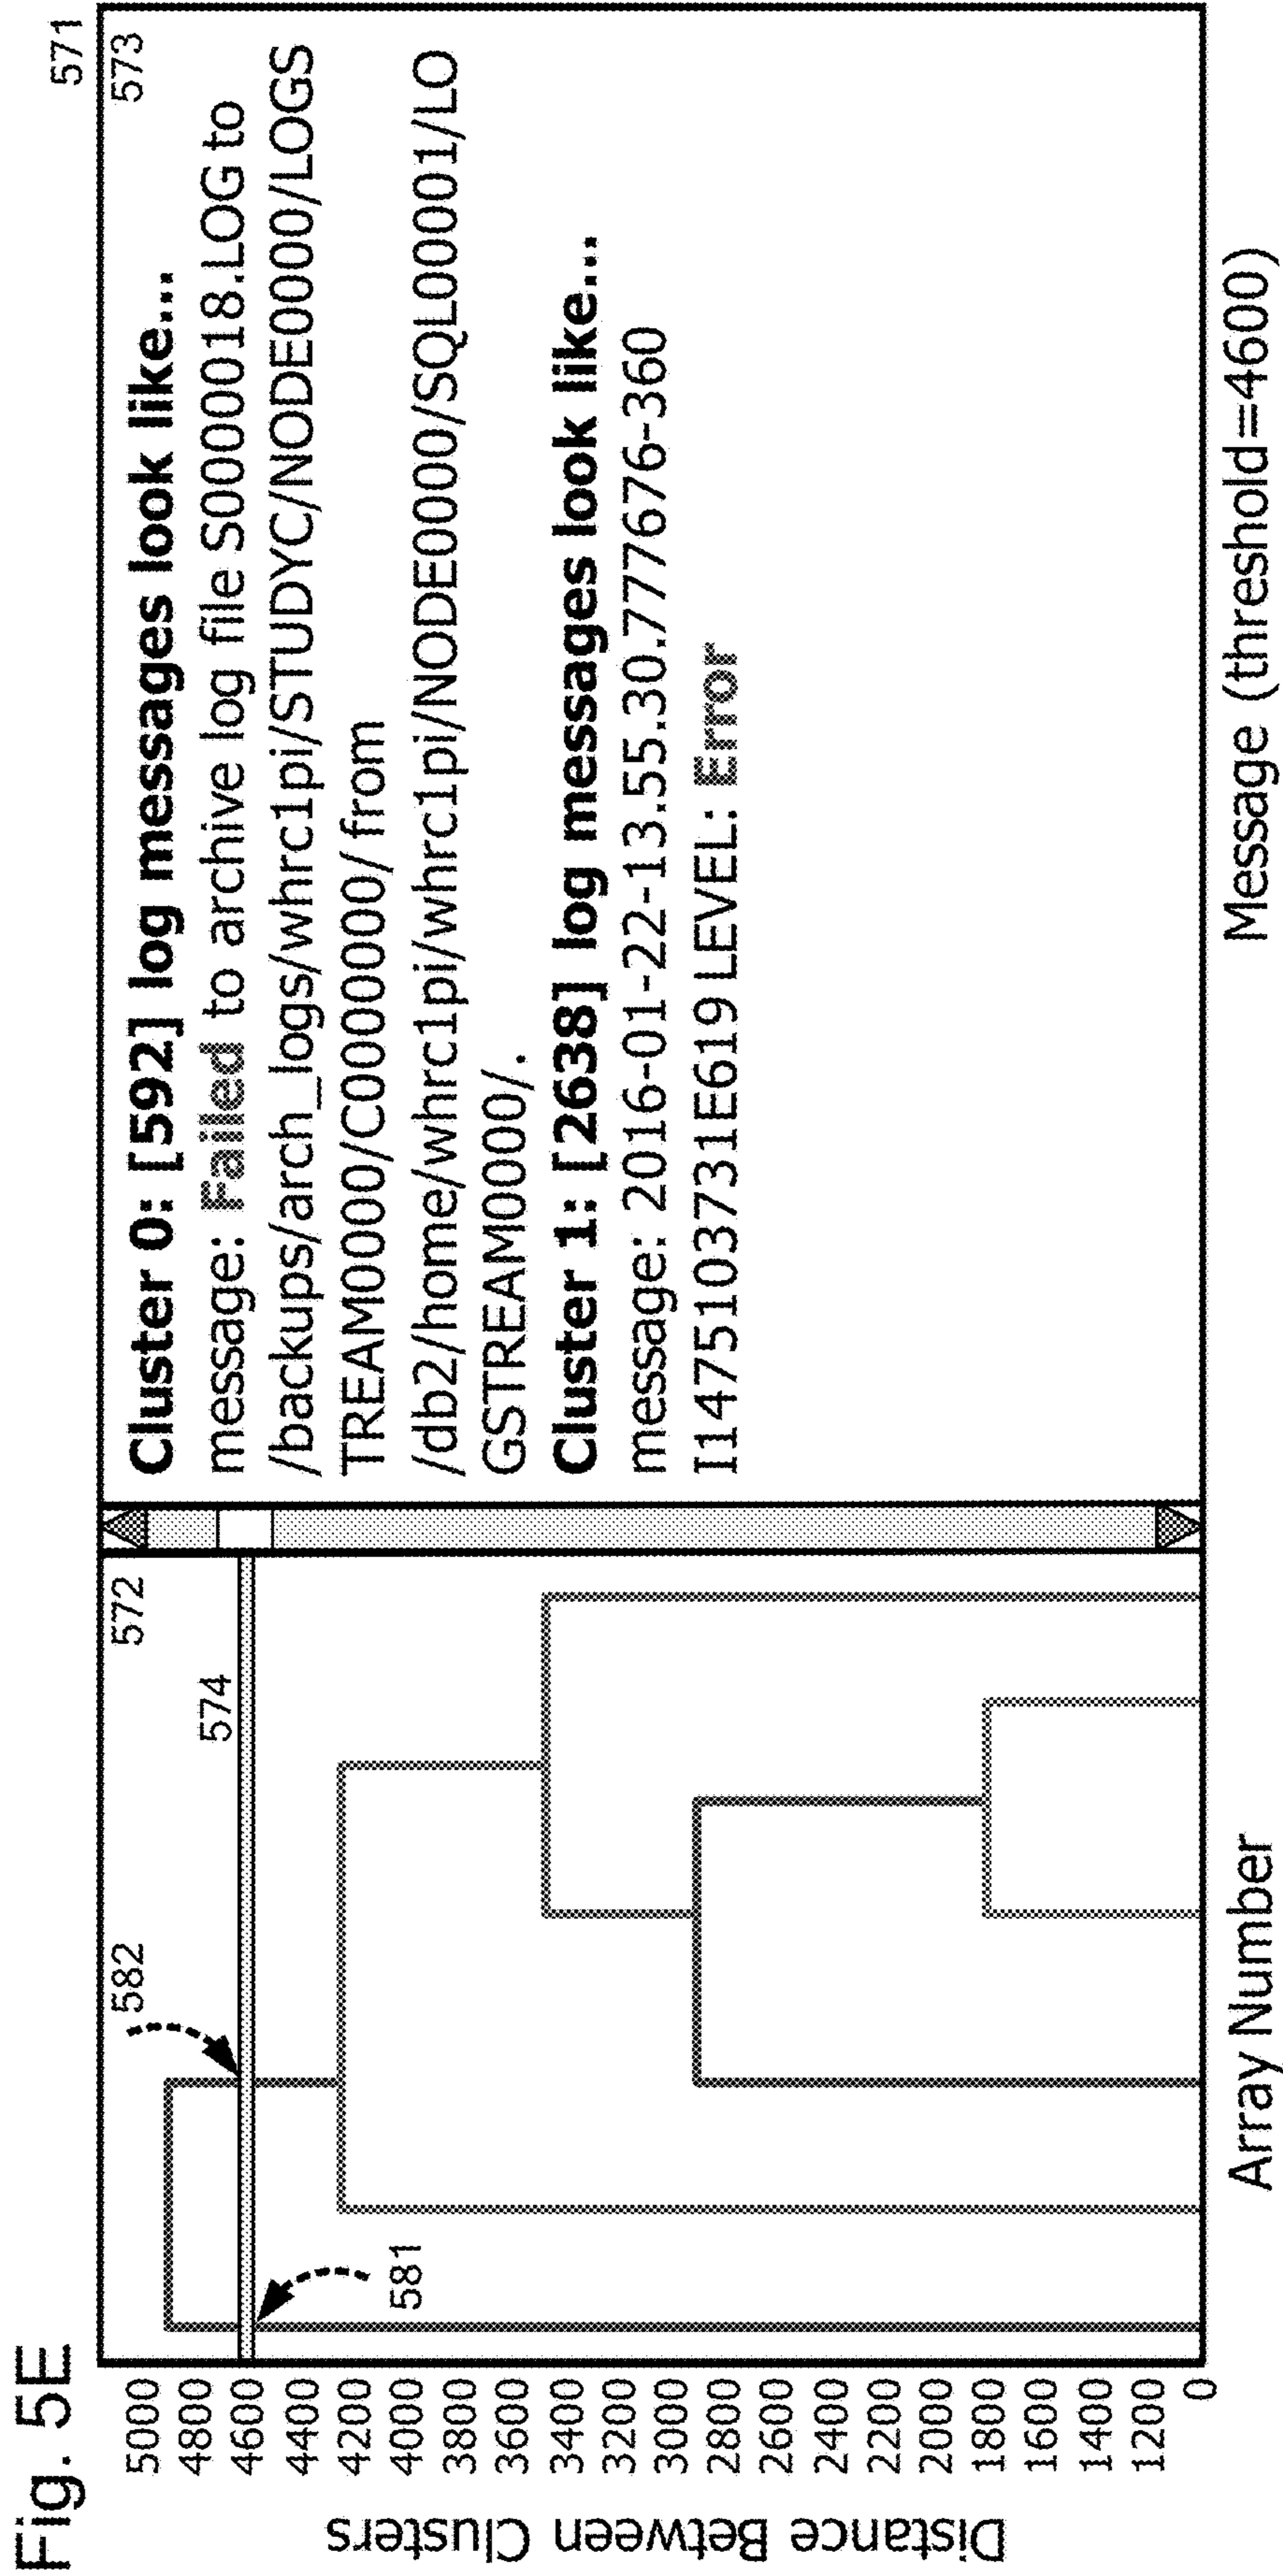 Fig. 5E
571
572
573
574
582
581
Distance Between Clusters
5000
4800
4600
4400
4200
4000
3800
3600
3400
3200
3000
2800
2600
2400
2200
2000
1800
1600
1400
1200
0
Array Number
Cluster 0: [592] log messages look like...
message: Failed to archive log file S0000018.LOG to
/backups/arch_logs/whrc1pi/STUDYC/NODE0000/LOGS
TREAM0000/C0000000/ from
/db2/home/whrc1pi/whrc1pi/NODE0000/SQL00001/LO
GSTREAM0000/.
Cluster 1: [2638] log messages look like...
message: 2016-01-22-13.55.30.777676-360
I1475103731E619 LEVEL: Error
Message (threshold=4600)